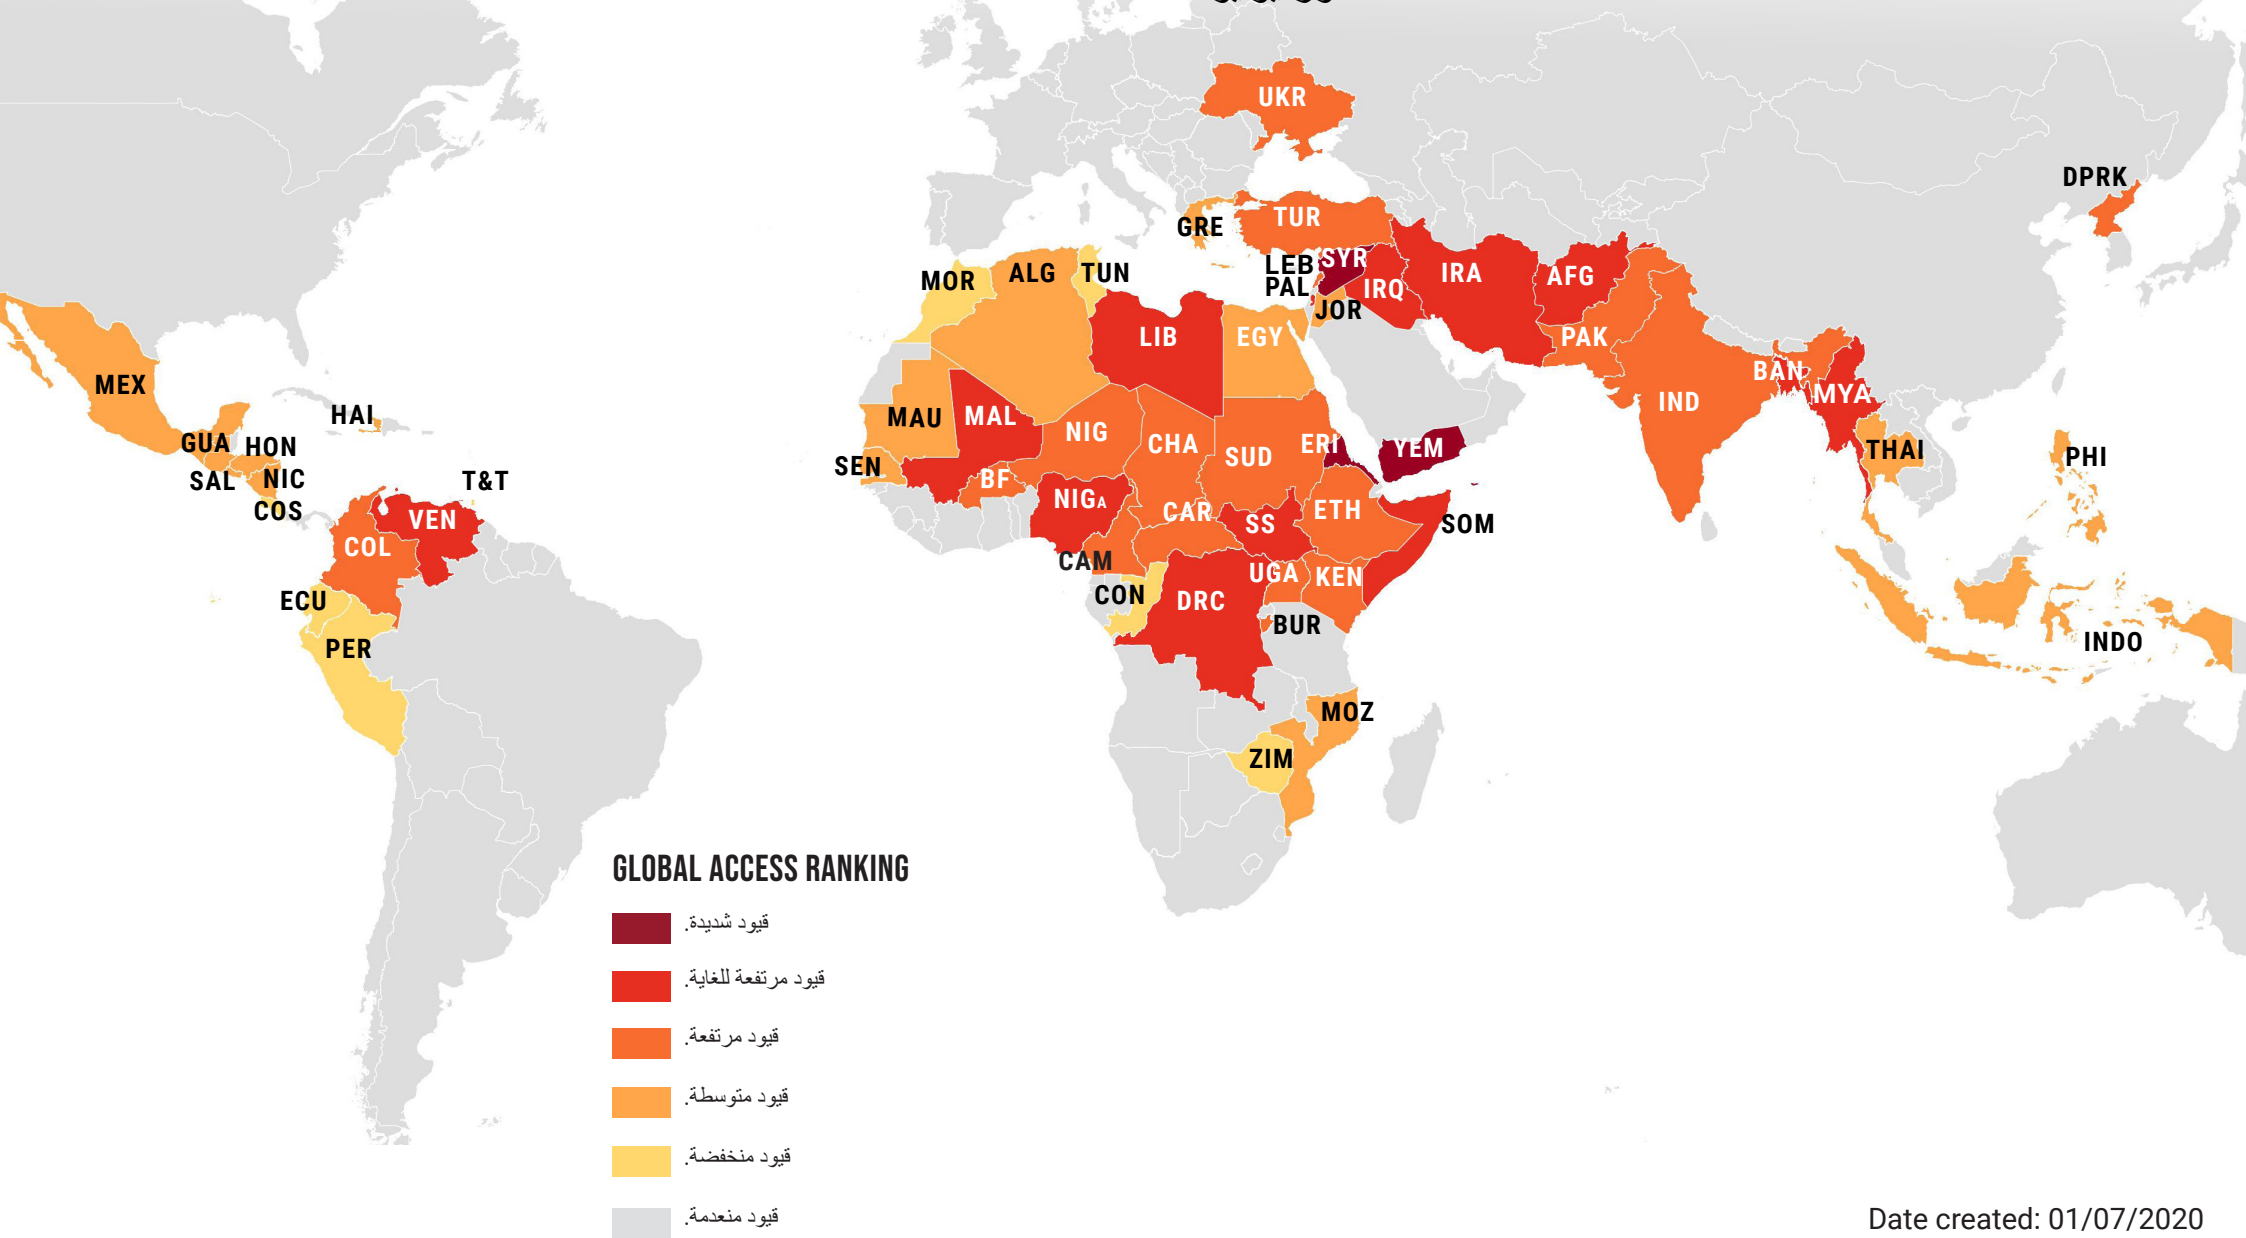 UKR
DPRK
GRE
TUR
LEB
SYR
PAL
IRQ
JOR
IRA
AFG
MOR
ALG
TUN
LIB
EGY
PAK
BAN
MYA
IND
MEX
HAI
MAU
MAL
NIG
CHA
SUD
ERI
YEM
THAI
PHI
GUA
HON
SAL
NIC
COS
T&T
SEN
BF
NIGA
CAR
SS
ETH
SOM
VEN
COL
CAM
UGA
KEN
CON
DRC
BUR
ECU
PER
INDO
MOZ
ZIM
GLOBAL ACCESS RANKING
قيود شديدة.
قيود مرتفعة للغاية.
قيود مرتفعة.
قيود متوسطة.
قيود منخفضة.
قيود منعدمة.
Date created: 01/07/2020